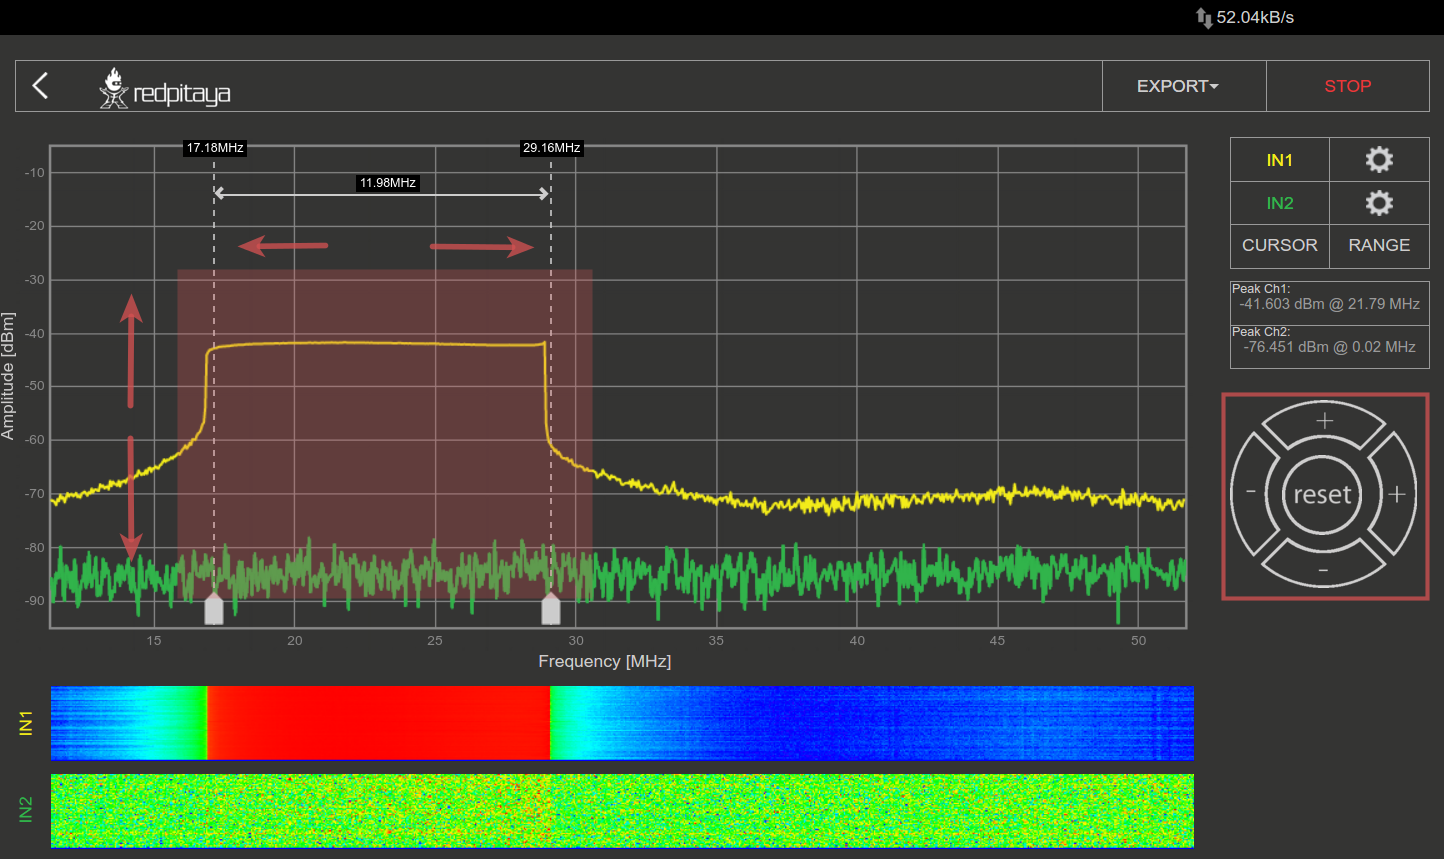 52.04kB/s
redpitaya
EXPORT
STOP
17.18MHz
29.16MHz
11.98MHz
-10
-20
-30
-40
-50
-60
-70
-80
-90
Amplitude [dBm]
15
20
25
30
35
40
45
50
Frequency [MHz]
IN1
IN2
IN1
IN2
CURSOR
RANGE
Peak Ch1:
-41.603 dBm @ 21.79 MHz
Peak Ch2:
-76.451 dBm @ 0.02 MHz
+
-
reset
+
-